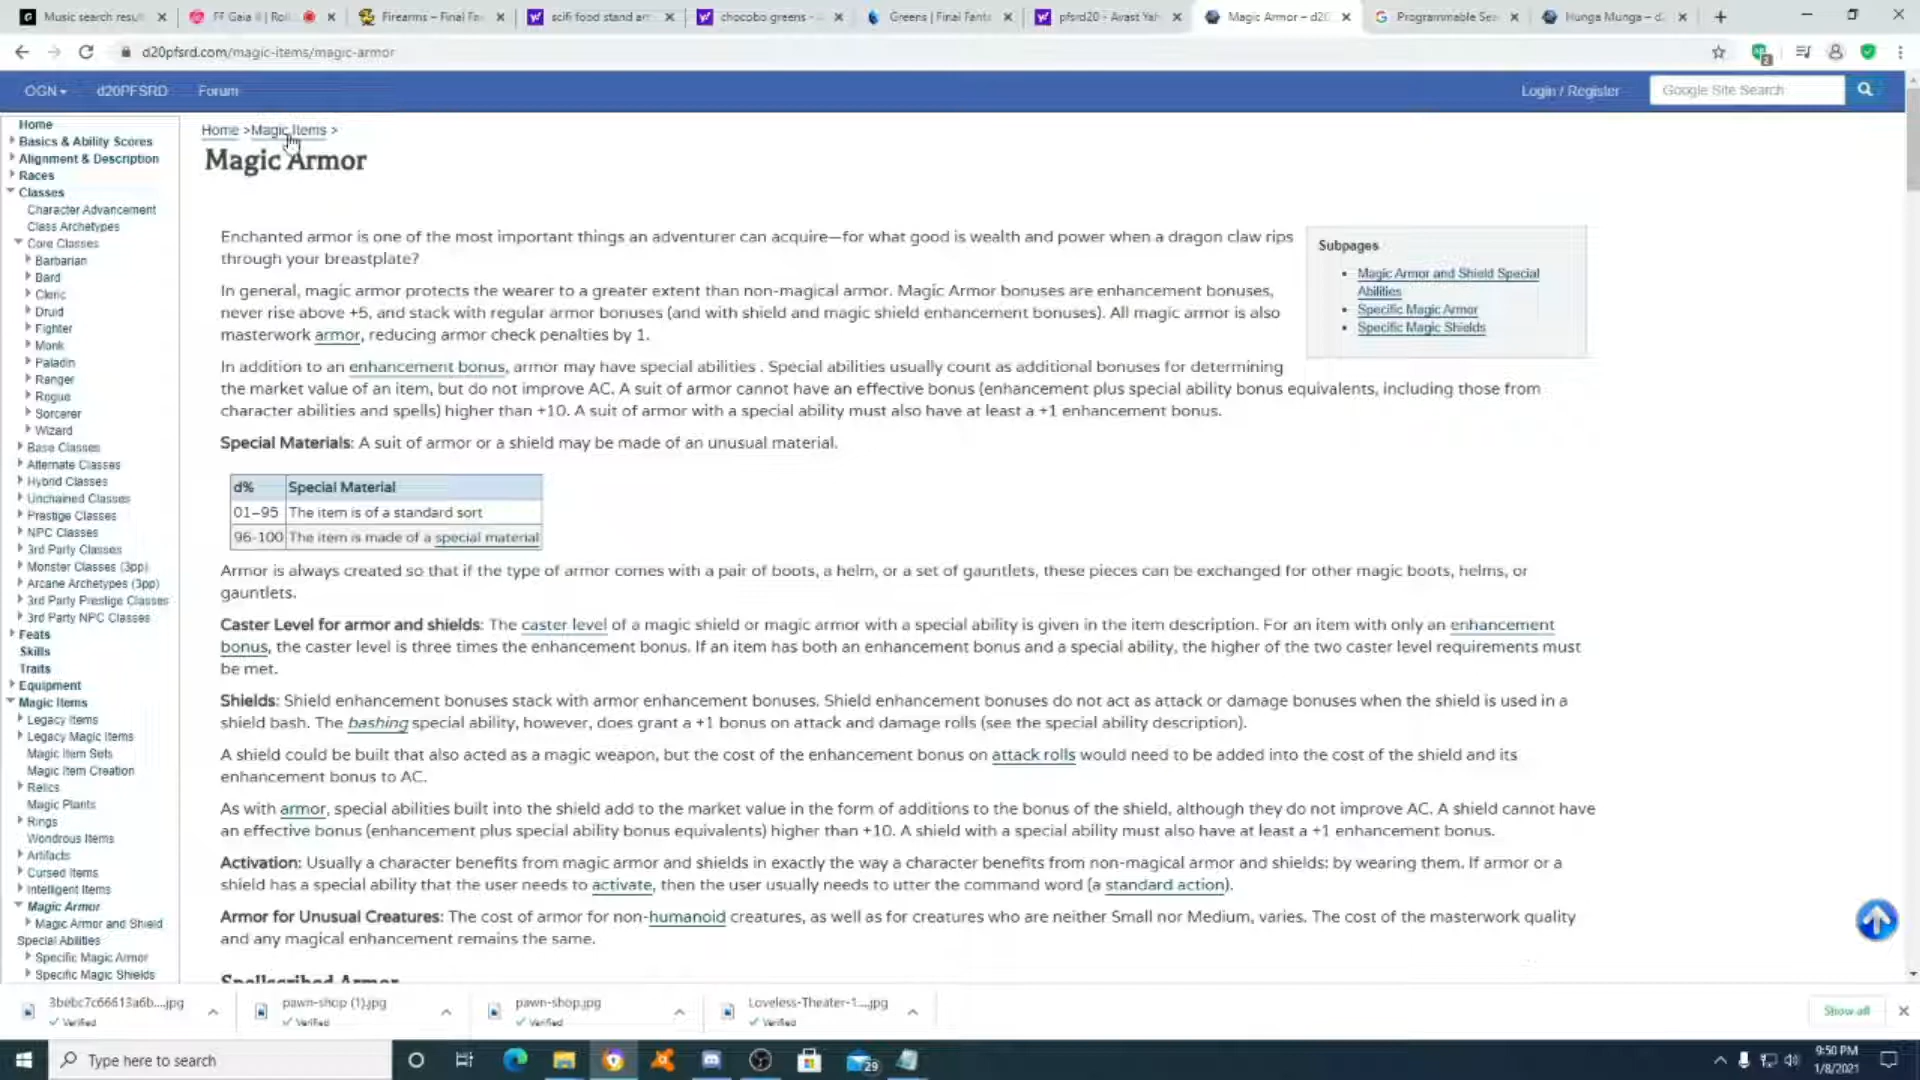 Music search resul
FF Gaia II | Roll
Firearms – Final Fa
scifi food stand ar
chocobo greens -
Greens | Final Fanta
pfsrd20 - Avast Yah
Magic Armor – d20
Programmable Sea
Hunga Munga – d
d20pfsrd.com/magic-items/magic-armor
2
OGN
d20PFSRD
Forum
Login / Register
Google Site Search
Home
Basics & Ability Scores
Alignment & Description
Races
Classes
Character Advancement
Class Archetypes
Core Classes
Barbarian
Bard
Cleric
Druid
Fighter
Monk
Paladin
Ranger
Rogue
Sorcerer
Wizard
Base Classes
Alternate Classes
Hybrid Classes
Unchained Classes
Prestige Classes
NPC Classes
3rd Party Classes
Monster Classes (3pp)
Arcane Archetypes (3pp)
3rd Party Prestige Classes
3rd Party NPC Classes
Feats
Skills
Traits
Equipment
Magic Items
Legacy Items
Legacy Magic Items
Magic Item Sets
Magic Item Creation
Relics
Magic Plants
Rings
Wondrous Items
Artifacts
Cursed Items
Intelligent Items
Magic Armor
Magic Armor and Shield
Special Abilities
Specific Magic Armor
Specific Magic Shields
Home >Magic Items >
Magic Armor
Enchanted armor is one of the most important things an adventurer can acquire—for what good is wealth and power when a dragon claw rips
through your breastplate?
In general, magic armor protects the wearer to a greater extent than non-magical armor. Magic Armor bonuses are enhancement bonuses,
never rise above +5, and stack with regular armor bonuses (and with shield and magic shield enhancement bonuses). All magic armor is also
masterwork armor, reducing armor check penalties by 1.
In addition to an enhancement bonus, armor may have special abilities . Special abilities usually count as additional bonuses for determining
the market value of an item, but do not improve AC. A suit of armor cannot have an effective bonus (enhancement plus special ability bonus equivalents, including those from
character abilities and spells) higher than +10. A suit of armor with a special ability must also have at least a +1 enhancement bonus.
Subpages
Magic Armor and Shield Special
Abilities
Specific Magic Armor
Specific Magic Shields
Special Materials: A suit of armor or a shield may be made of an unusual material.
d% Special Material
01–95 The item is of a standard sort
96-100 The item is made of a special material
Armor is always created so that if the type of armor comes with a pair of boots, a helm, or a set of gauntlets, these pieces can be exchanged for other magic boots, helms, or
gauntlets.
Caster Level for armor and shields: The caster level of a magic shield or magic armor with a special ability is given in the item description. For an item with only an enhancement
bonus, the caster level is three times the enhancement bonus. If an item has both an enhancement bonus and a special ability, the higher of the two caster level requirements must
be met.
Shields: Shield enhancement bonuses stack with armor enhancement bonuses. Shield enhancement bonuses do not act as attack or damage bonuses when the shield is used in a
shield bash. The bashing special ability, however, does grant a +1 bonus on attack and damage rolls (see the special ability description).
A shield could be built that also acted as a magic weapon, but the cost of the enhancement bonus on attack rolls would need to be added into the cost of the shield and its
enhancement bonus to AC.
As with armor, special abilities built into the shield add to the market value in the form of additions to the bonus of the shield, although they do not improve AC. A shield cannot have
an effective bonus (enhancement plus special ability bonus equivalents) higher than +10. A shield with a special ability must also have at least a +1 enhancement bonus.
Activation: Usually a character benefits from magic armor and shields in exactly the way a character benefits from non-magical armor and shields: by wearing them. If armor or a
shield has a special ability that the user needs to activate, then the user usually needs to utter the command word (a standard action).
Armor for Unusual Creatures: The cost of armor for non-humanoid creatures, as well as for creatures who are neither Small nor Medium, varies. The cost of the masterwork quality
and any magical enhancement remains the same.
Spellscribed Armor
3bebc7c66613a6b....jpg
Verified
pawn-shop (1).jpg
Verified
pawn-shop.jpg
Verified
Loveless-Theater-1....jpg
Verified
Show all
Type here to search
29
9:50 PM
1/8/2021